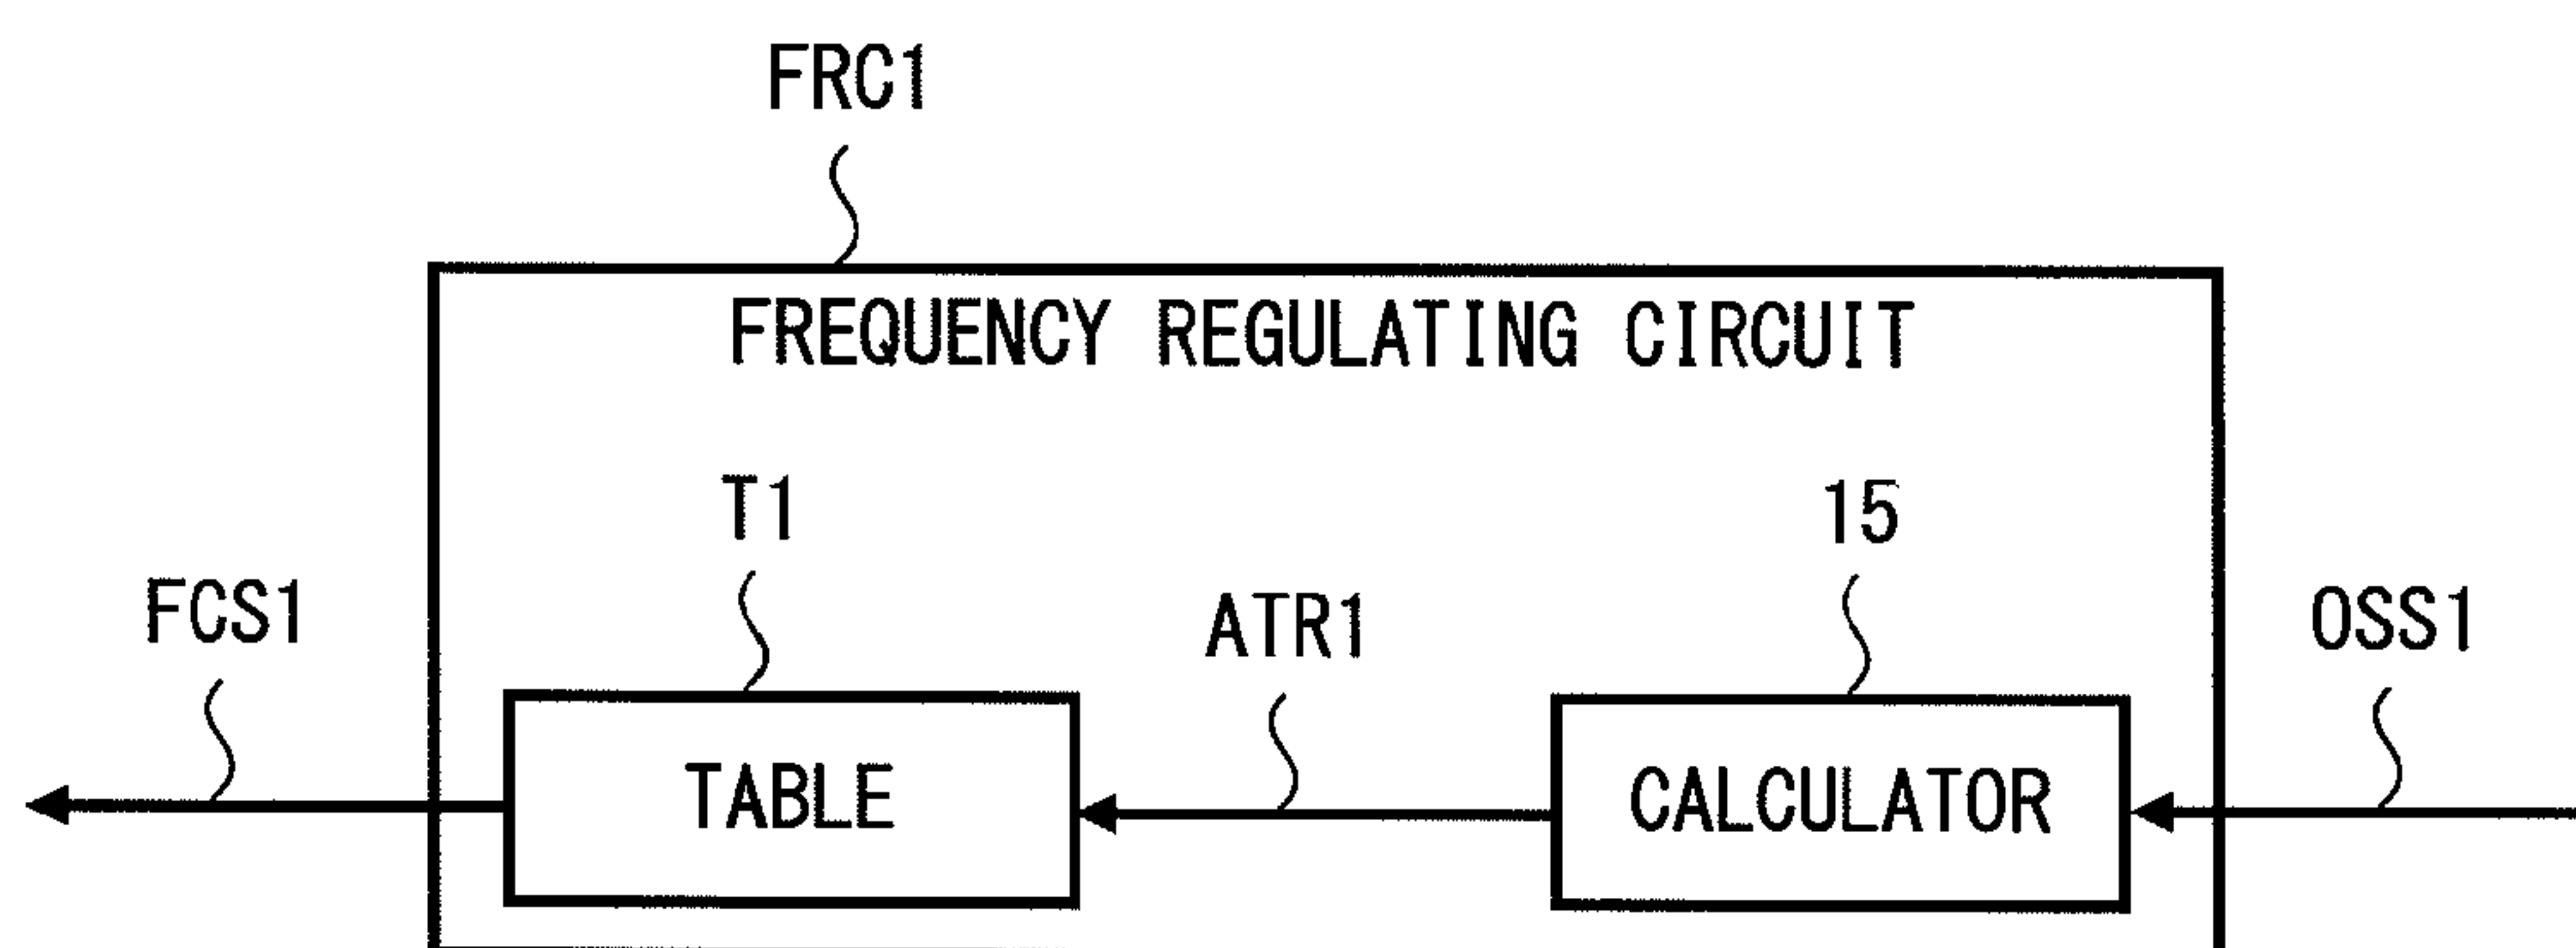 FRC1
FREQUENCY REGULATING CIRCUIT
T1
15
FCS1
ATR1
OSS1
TABLE
CALCULATOR